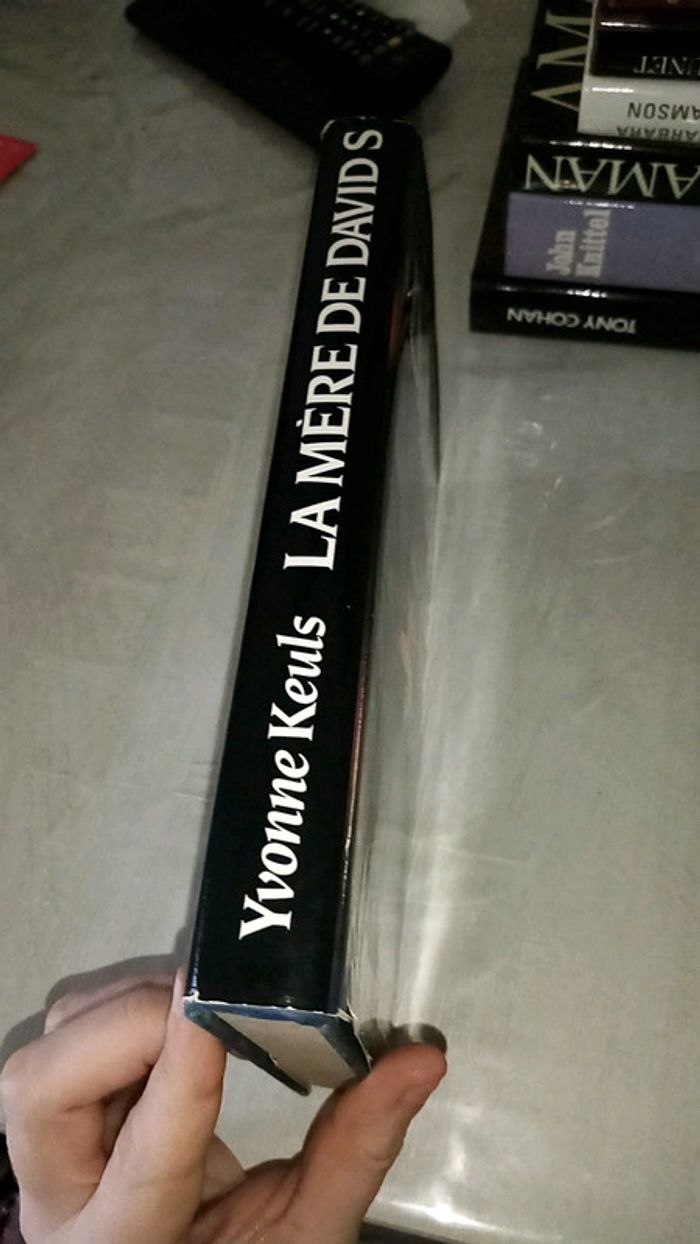 Yvonne Keuls LA MÈRE DE DAVID S
AMAN
John
Knittel
TONY COHAN